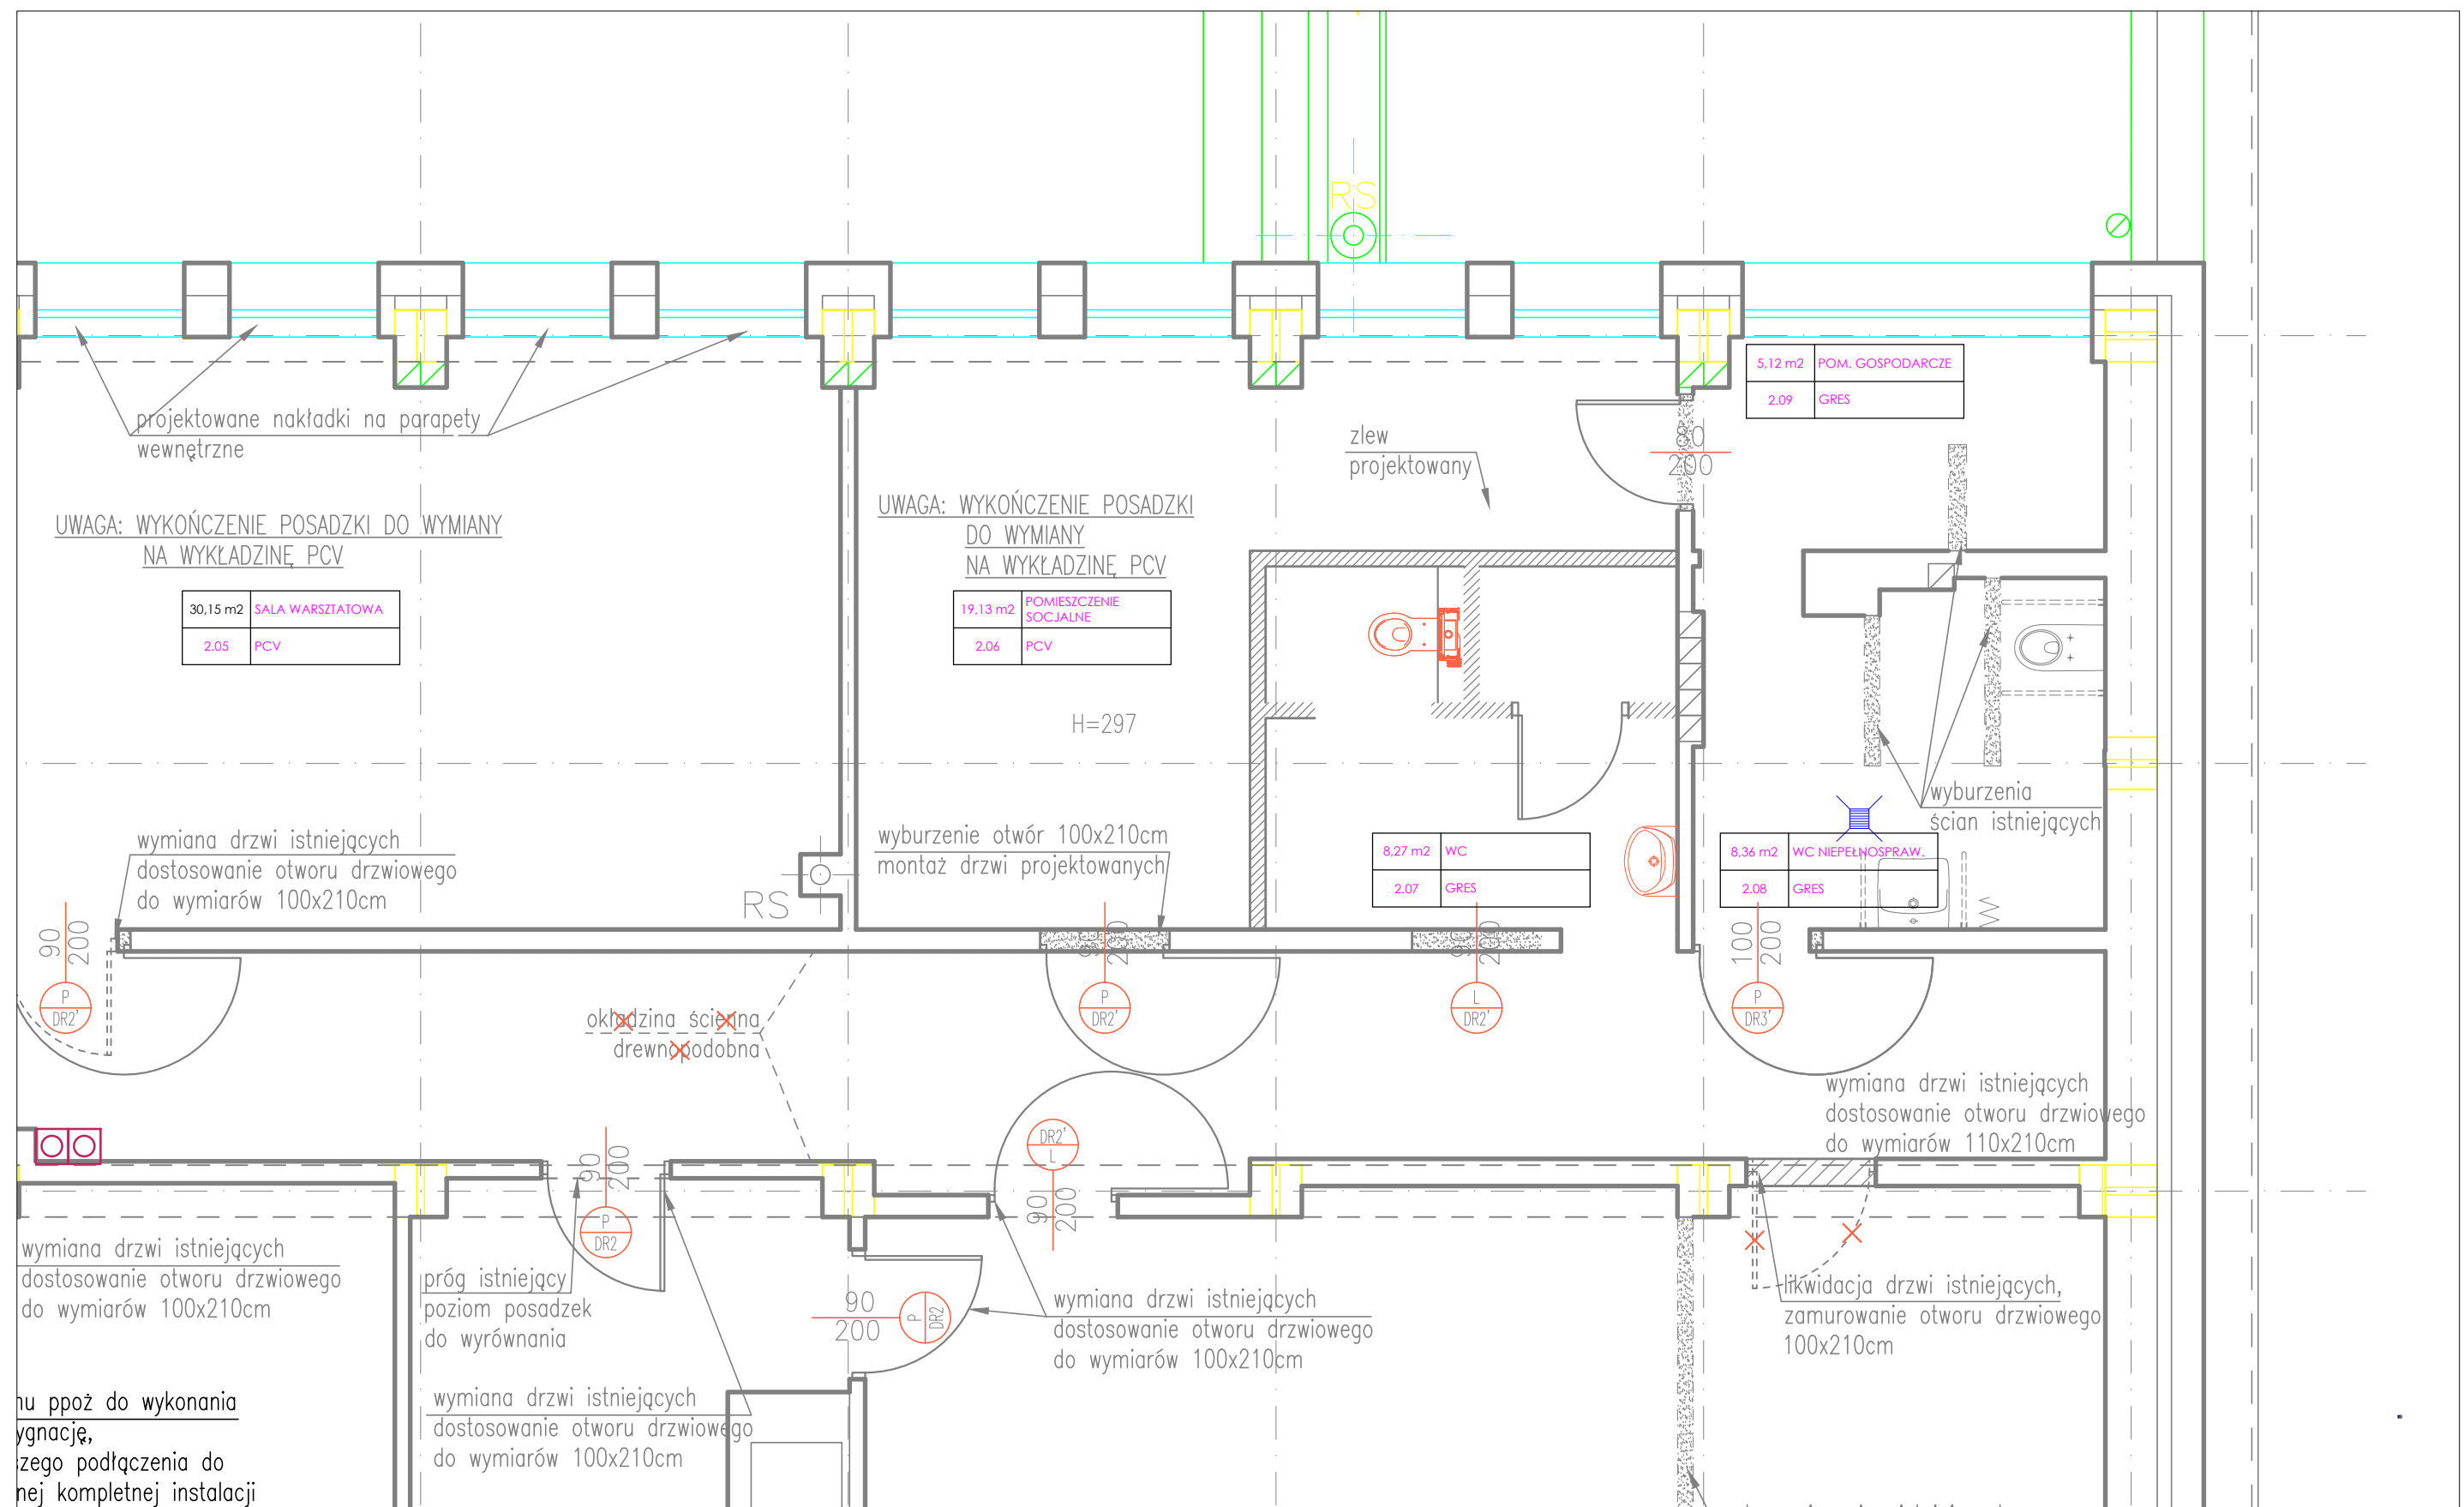 RS
projektowane nakładki na parapety
wewnętrzne
UWAGA: WYKOŃCZENIE POSADZKI DO WYMIANY
NA WYKŁADZINĘ PCV
30,15 m2 SALA WARSZTATOWA
2.05 PCV
UWAGA: WYKOŃCZENIE POSADZKI
DO WYMIANY
NA WYKŁADZINĘ PCV
19,13 m2 POMIESZCZENIE
SOCJALNE
2.06 PCV
H=297
zlew
projektowany
80
200
5,12 m2 POM. GOSPODARCZE
2.09 GRES
wyburzenia
ścian istniejących
8,27 m2 WC
2.07 GRES
8,36 m2 WC NIEPEŁNOSPRAW.
2.08 GRES
wymiana drzwi istniejących
dostosowanie otworu drzwiowego
do wymiarów 100x210cm
RS
wyburzenie otwór 100x210cm
montaż drzwi projektowanych
90
200
P
DR2'
90
200
P
DR2'
90
200
L
DR2'
100
200
P
DR3'
okładzina ścienna
drewnopodobna
wymiana drzwi istniejących
dostosowanie otworu drzwiowego
do wymiarów 110x210cm
90
200
P
DR2
DR2'
L
90
200
wymiana drzwi istniejących
dostosowanie otworu drzwiowego
do wymiarów 100x210cm
próg istniejący
poziom posadzek
do wyrównania
90
200
P
DR2
wymiana drzwi istniejących
dostosowanie otworu drzwiowego
do wymiarów 100x210cm
likwidacja drzwi istniejących,
zamurowanie otworu drzwiowego
100x210cm
wymiana drzwi istniejących
dostosowanie otworu drzwiowego
do wymiarów 100x210cm
nu ppoż do wykonania
ygnację,
szego podłączenia do
nej kompletnej instalacji